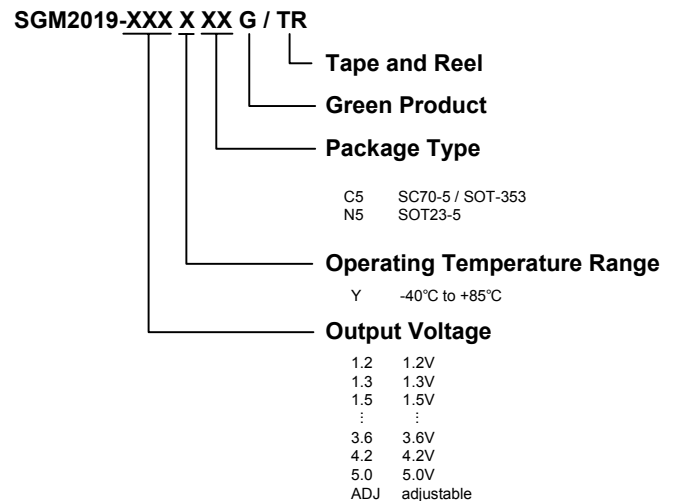 SGM2019-XXX X XX G / TR
Tape and Reel
Green Product
Package Type
C5 SC70-5 / SOT-353
N5 SOT23-5
Operating Temperature Range
Y -40℃ to +85℃
Output Voltage
1.2 1.2V
1.3 1.3V
1.5 1.5V
⋮ ⋮
3.6 3.6V
4.2 4.2V
5.0 5.0V
ADJ adjustable